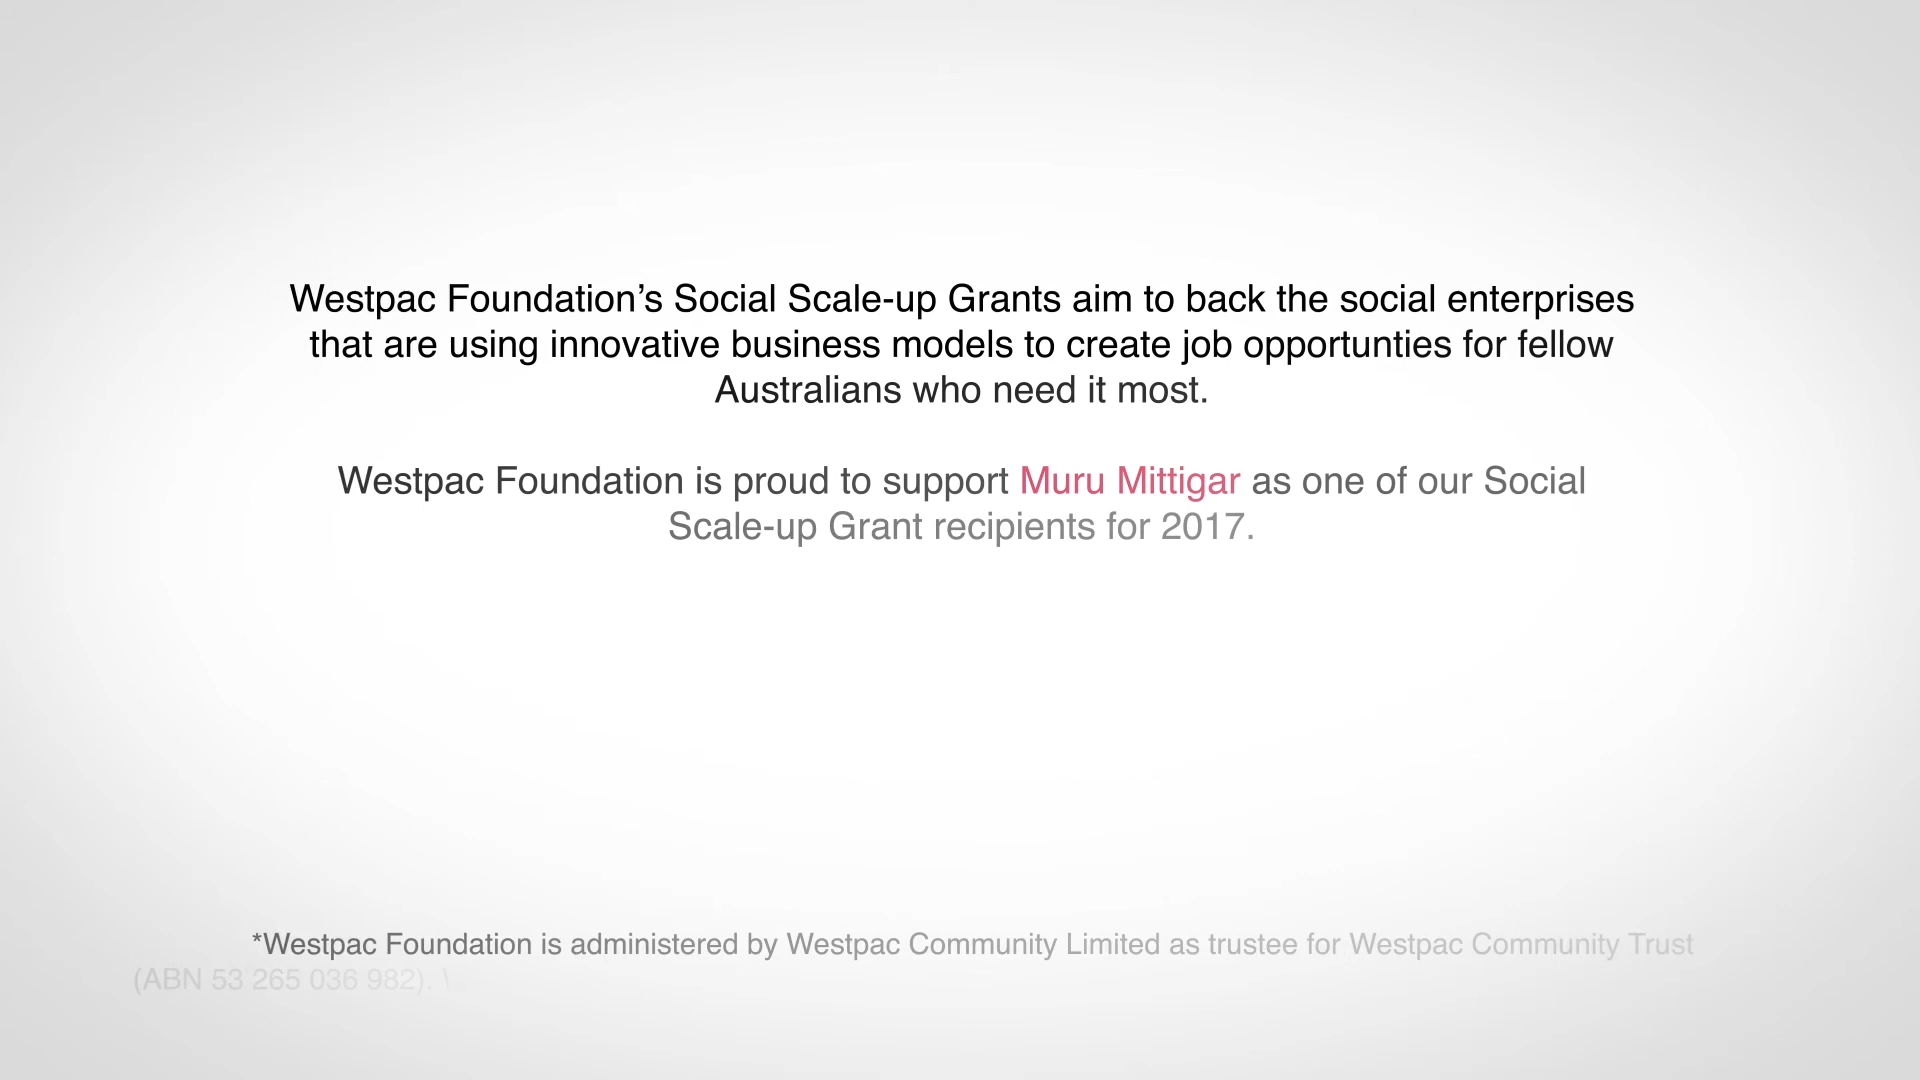 Westpac Foundation’s Social Scale-up Grants aim to back the social enterprises
that are using innovative business models to create job opportunties for fellow
Australians who need it most.
Westpac Foundation is proud to support Muru Mittigar as one of our Social
Scale-up Grant recipients for 2017.
*Westpac Foundation is administered by Westpac Community Limited as trustee for Westpac Community Trust
(ABN 53 265 036 982).